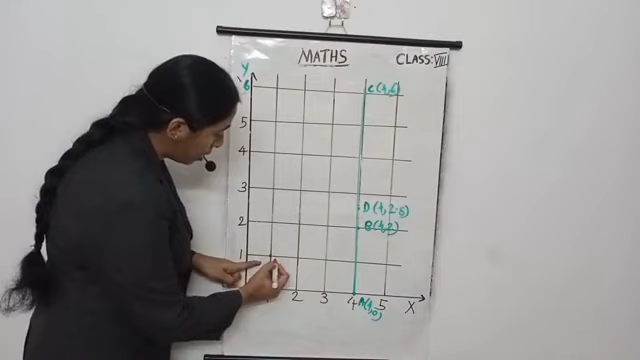 MATHS
CLASS: VIII
Y
6
C(4,6)
5
4
3
D(4,2.5)
2
B(4,2)
1
2 3 4 A(4,0) 5 X